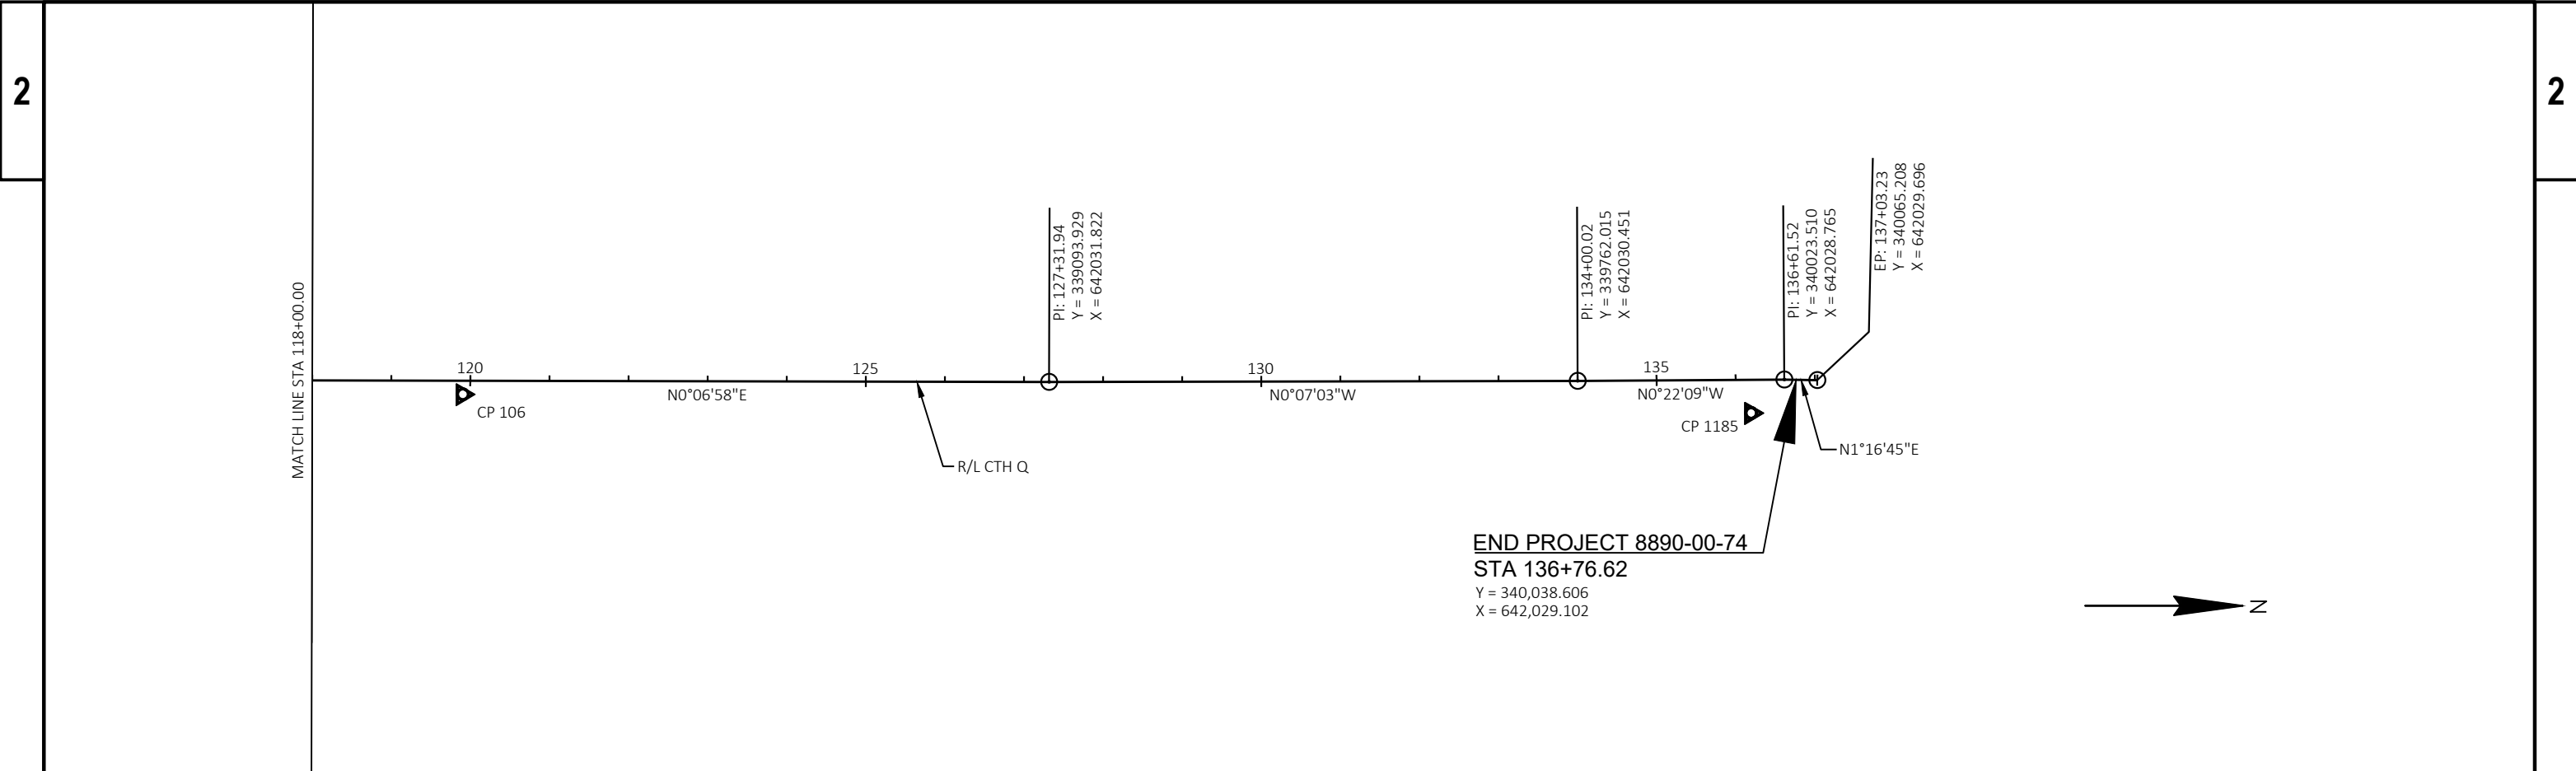 2
2
MATCH LINE STA 118+00.00
120
CP 106
N0°06'58"E
125
R/L CTH Q
PI: 127+31.94
Y = 339093.929
X = 642031.822
130
N0°07'03"W
PI: 134+00.02
Y = 339762.015
X = 642030.451
135
N0°22'09"W
CP 1185
PI: 136+61.52
Y = 340023.510
X = 642028.765
EP: 137+03.23
Y = 340065.208
X = 642029.696
N1°16'45"E
END PROJECT 8890-00-74
STA 136+76.62
Y = 340,038.606
X = 642,029.102
N